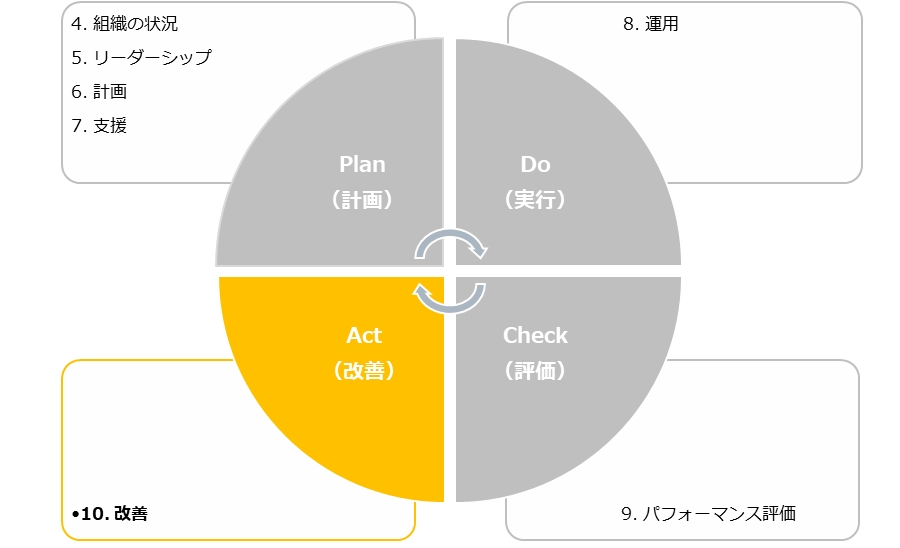 4. 組織の状況
5. リーダーシップ
6. 計画
7. 支援
8. 運用
Plan
（計画）
Do
（実行）
Act
（改善）
Check
（評価）
•10. 改善
9. パフォーマンス評価